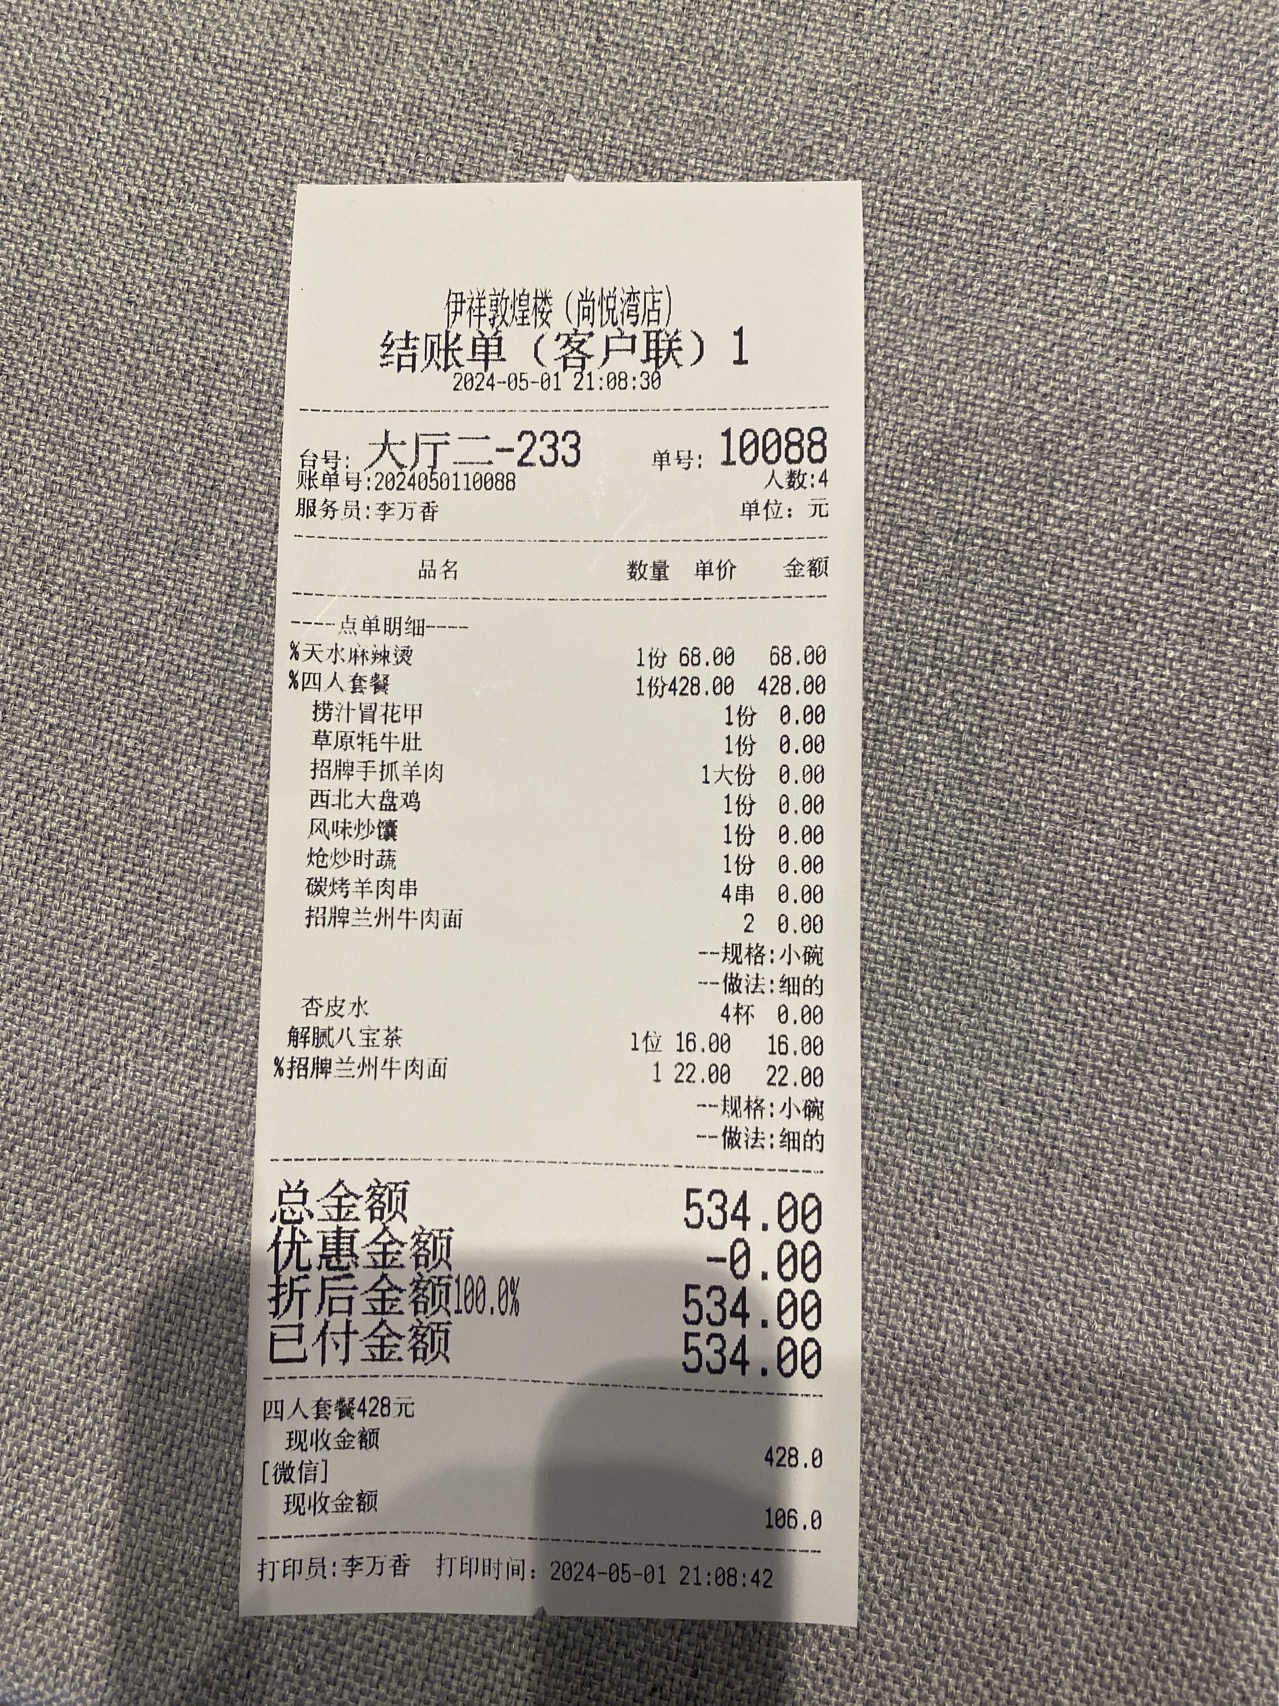 伊祥敦煌楼（尚悦湾店）
结账单（客户联）1
2024-05-01 21:08:30
台号: 大厅二-233 单号: 10088
账单号:2024050110088 人数:4
服务员:李万香 单位: 元
品名 数量 单价 金额
----点单明细----
%天水麻辣烫 1份 68.00 68.00
%四人套餐 1份428.00 428.00
捞汁冒花甲 1份 0.00
草原牦牛肚 1份 0.00
招牌手抓羊肉 1大份 0.00
西北大盘鸡 1份 0.00
风味炒馕 1份 0.00
炝炒时蔬 1份 0.00
碳烤羊肉串 4串 0.00
招牌兰州牛肉面 2 0.00
--规格:小碗
--做法:细的
杏皮水 4杯 0.00
解腻八宝茶 1位 16.00 16.00
%招牌兰州牛肉面 1 22.00 22.00
--规格:小碗
--做法:细的
总金额 534.00
优惠金额 -0.00
折后金额100.0% 534.00
已付金额 534.00
四人套餐428元
现收金额 428.0
[微信]
现收金额 106.0
打印员:李万香 打印时间: 2024-05-01 21:08:42